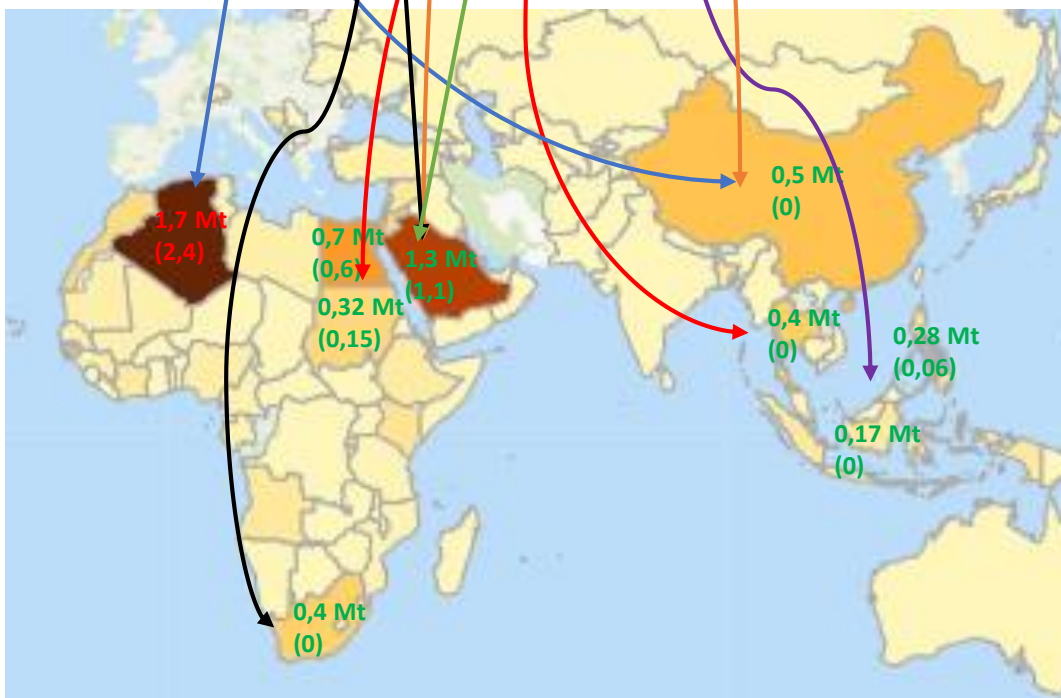 1,7 Mt
(2,4)
0,7 Mt
(0,6)
1,3 Mt
(1,1)
0,32 Mt
(0,15)
0,5 Mt
(0)
0,4 Mt
(0)
0,28 Mt
(0,06)
0,17 Mt
(0)
0,4 Mt
(0)